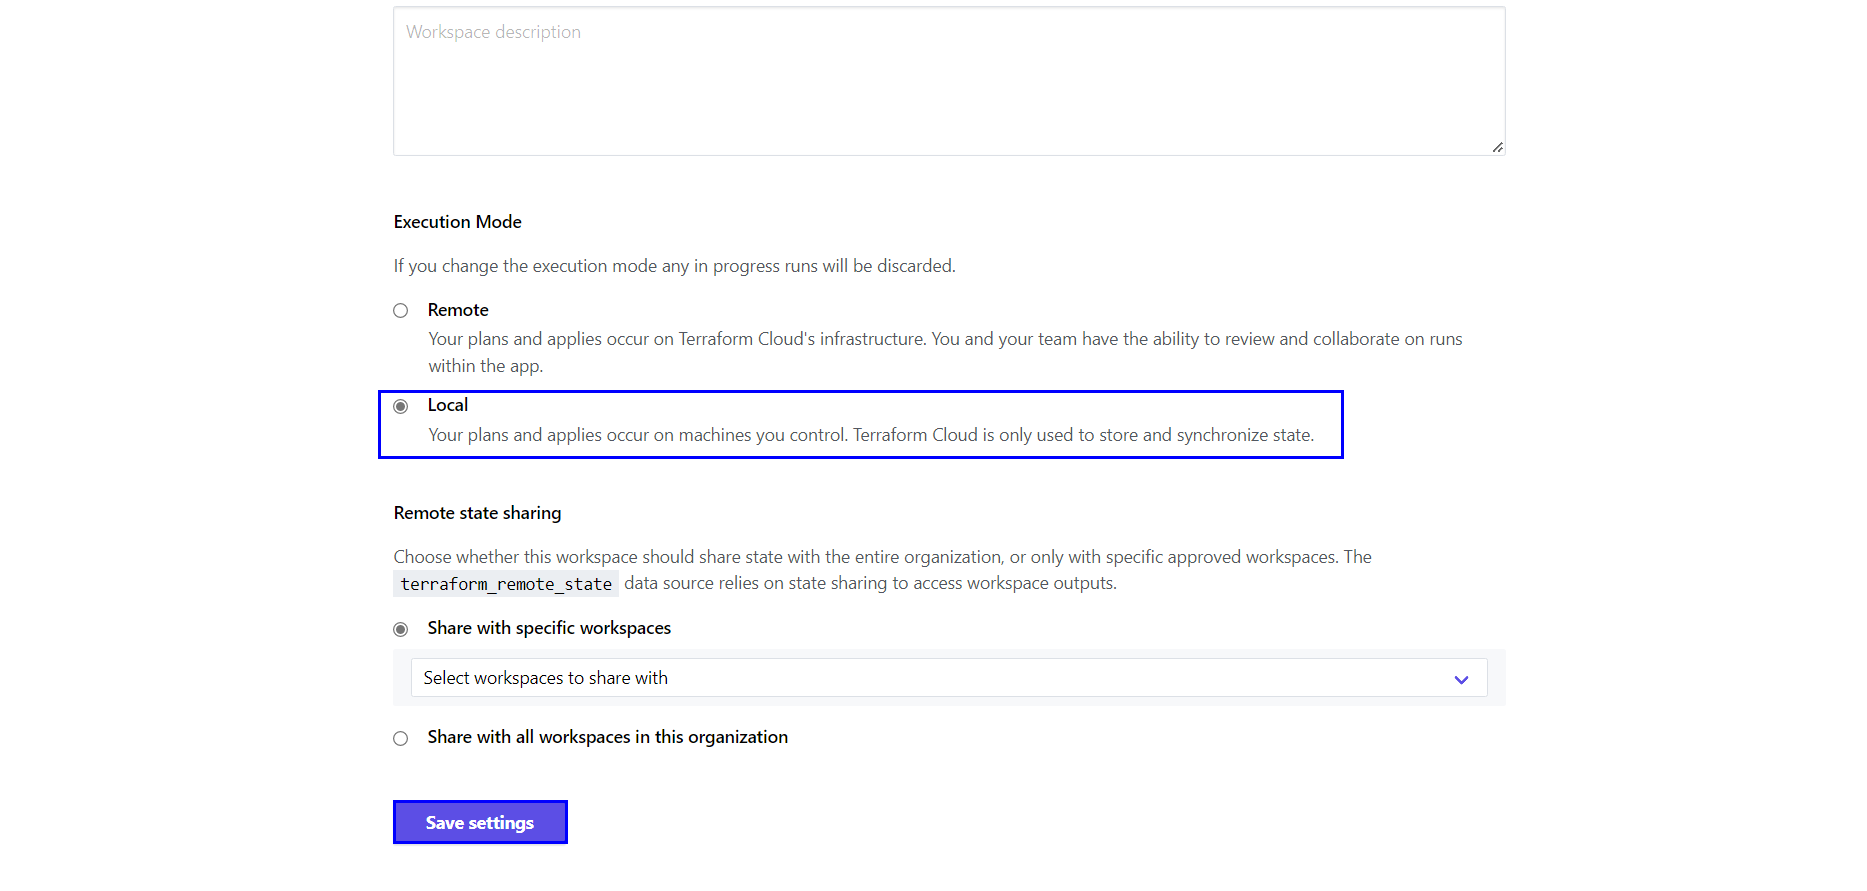 Workspace description
Execution Mode
If you change the execution mode any in progress runs will be discarded.
Remote
Your plans and applies occur on Terraform Cloud's infrastructure. You and your team have the ability to review and collaborate on runs
within the app.
Local
Your plans and applies occur on machines you control. Terraform Cloud is only used to store and synchronize state.
Remote state sharing
Choose whether this workspace should share state with the entire organization, or only with specific approved workspaces. The
terraform_remote_state data source relies on state sharing to access workspace outputs.
Share with specific workspaces
Select workspaces to share with
Share with all workspaces in this organization
Save settings